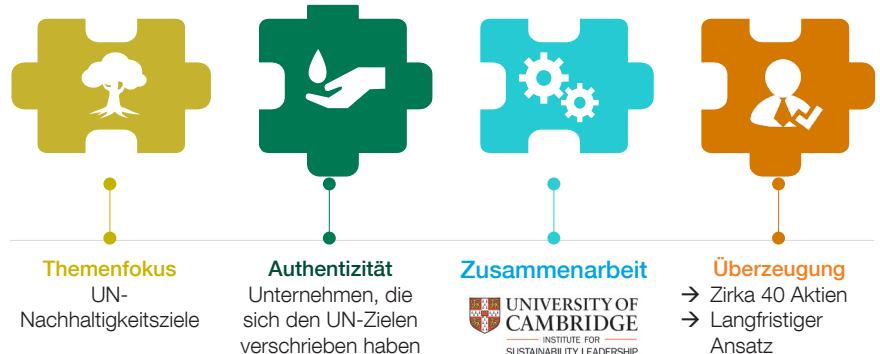 Themenfokus
UN-
Nachhaltigkeitsziele
Authentizität
Unternehmen, die
sich den UN-Zielen
verschrieben haben
Zusammenarbeit
UNIVERSITY OF
CAMBRIDGE
INSTITUTE FOR
SUSTAINABILITY LEADERSHIP
Überzeugung
→ Zirka 40 Aktien
→ Langfristiger
Ansatz